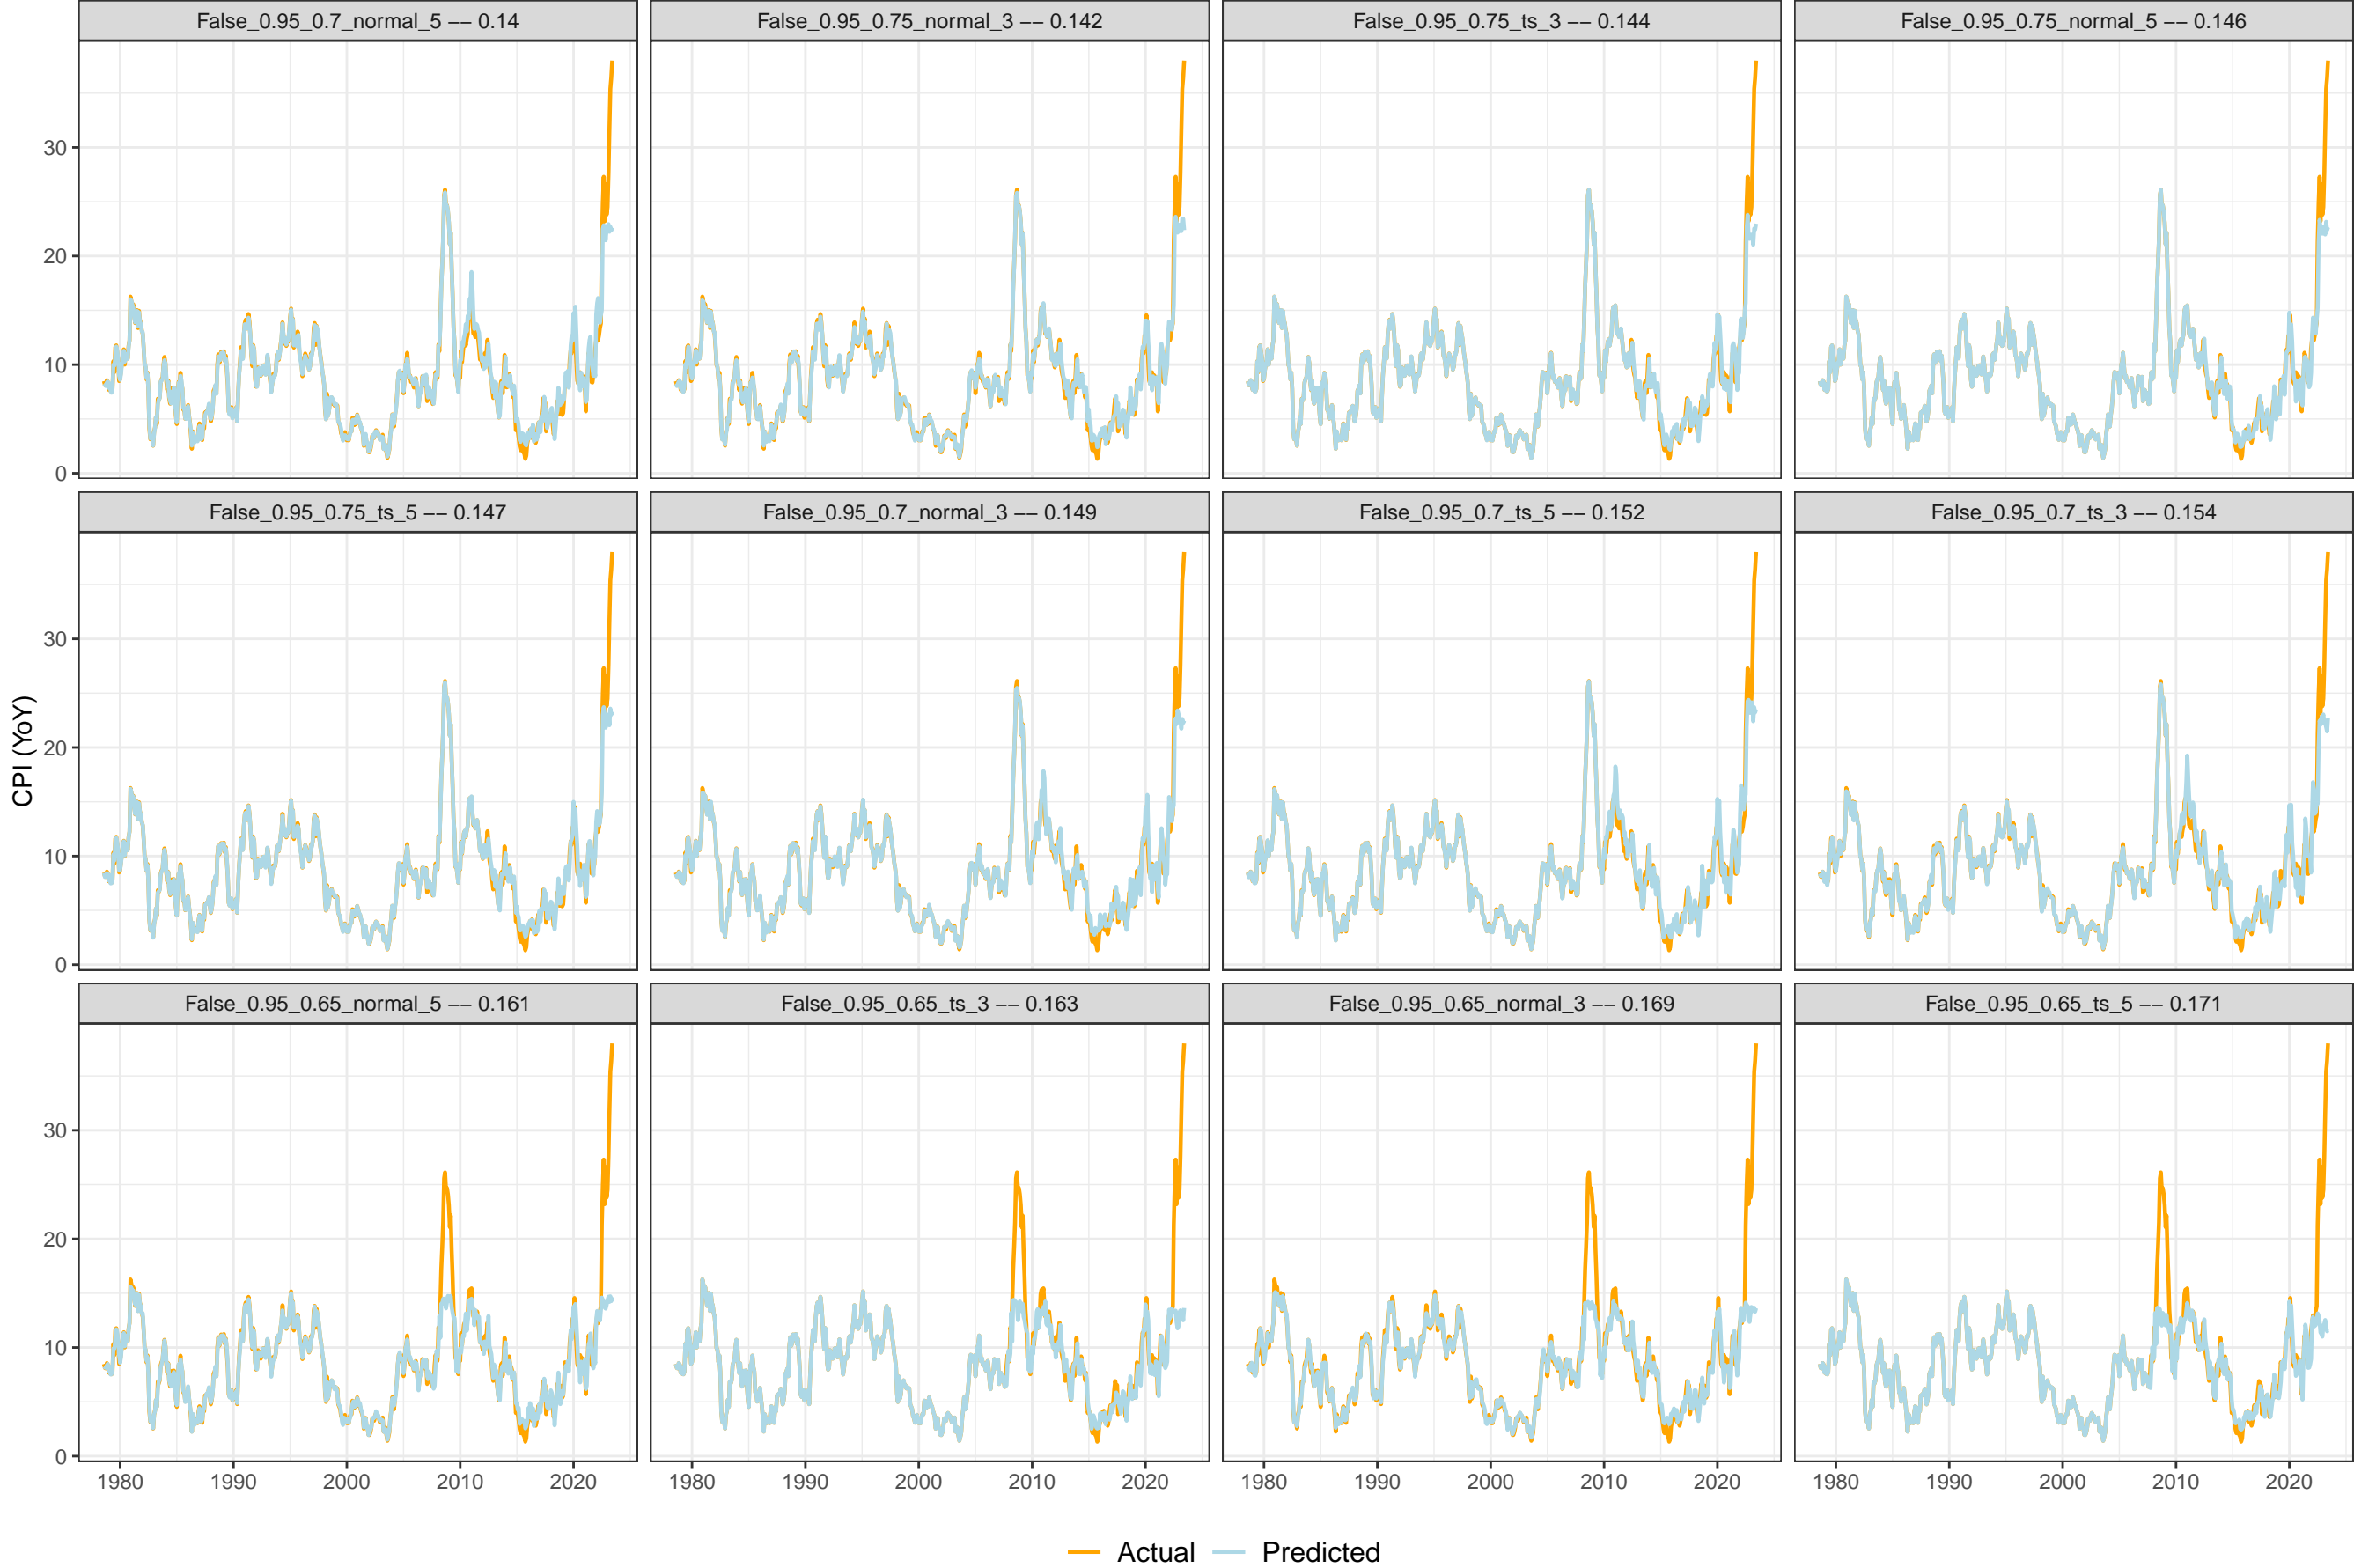 False_0.95_0.7_normal_5 −− 0.14
False_0.95_0.75_normal_3 −− 0.142
False_0.95_0.75_ts_3 −− 0.144
False_0.95_0.75_normal_5 −− 0.146
30
20
10
0
False_0.95_0.75_ts_5 −− 0.147
False_0.95_0.7_normal_3 −− 0.149
False_0.95_0.7_ts_5 −− 0.152
False_0.95_0.7_ts_3 −− 0.154
CPI (YoY)
30
20
10
0
False_0.95_0.65_normal_5 −− 0.161
False_0.95_0.65_ts_3 −− 0.163
False_0.95_0.65_normal_3 −− 0.169
False_0.95_0.65_ts_5 −− 0.171
30
20
10
0
1980 1990 2000 2010 2020
1980 1990 2000 2010 2020
1980 1990 2000 2010 2020
1980 1990 2000 2010 2020
Actual Predicted